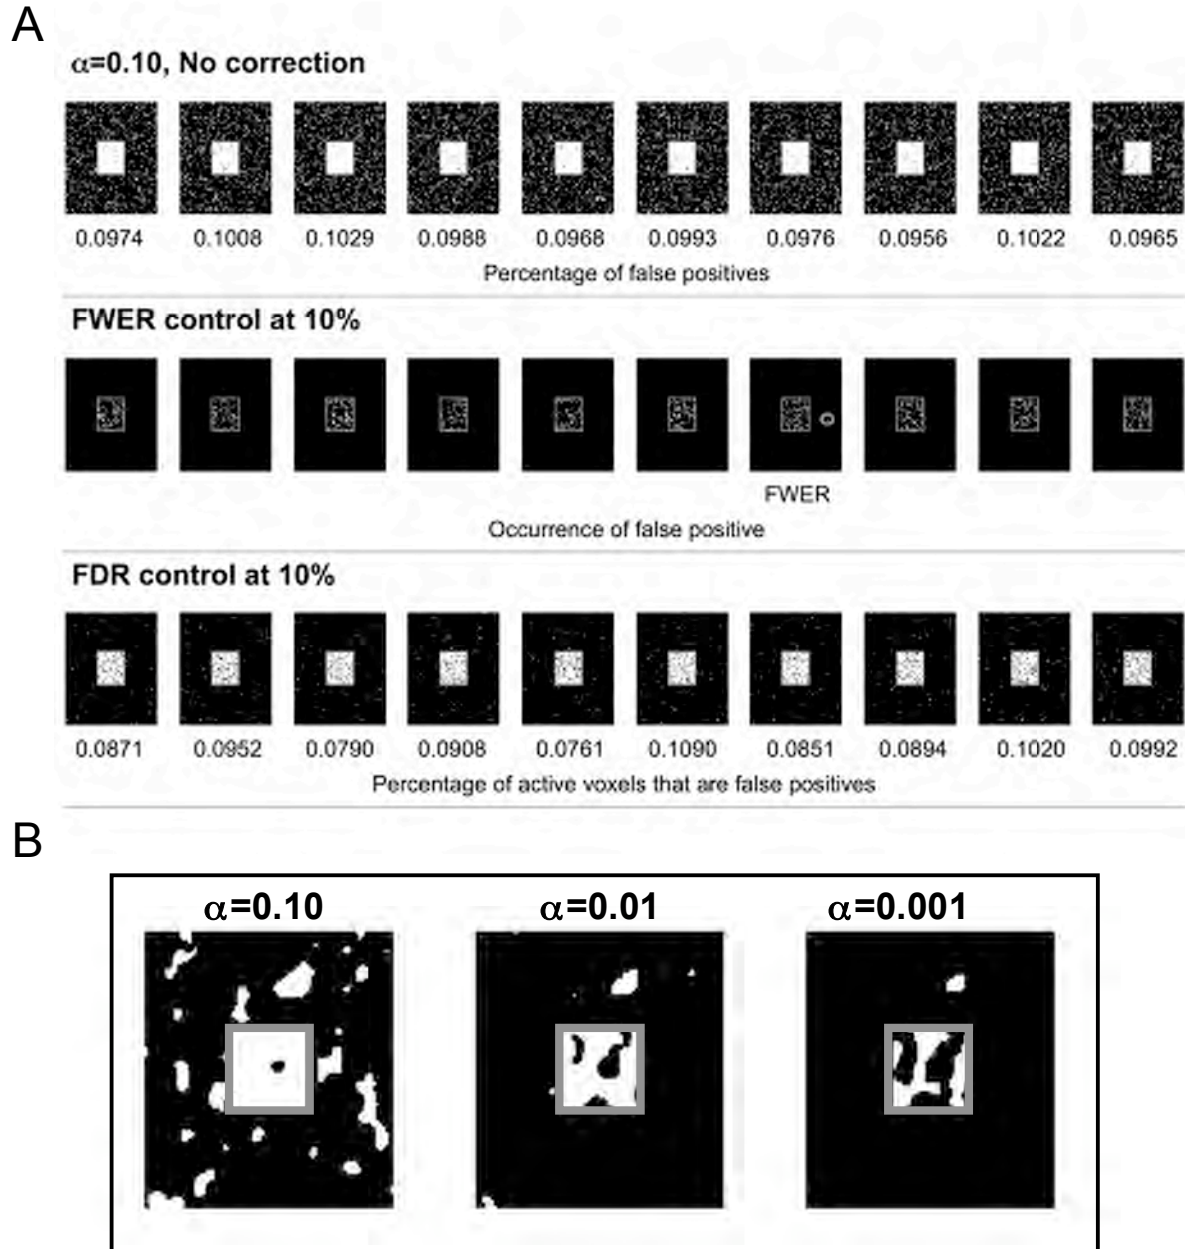 A
α=0.10, No correction
0.0974 0.1008 0.1029 0.0988 0.0968 0.0993 0.0976 0.0956 0.1022 0.0965
Percentage of false positives
FWER control at 10%
FWER
Occurrence of false positive
FDR control at 10%
0.0871 0.0952 0.0790 0.0908 0.0761 0.1090 0.0851 0.0894 0.1020 0.0992
Percentage of active voxels that are false positives
B
α=0.10 α=0.01 α=0.001